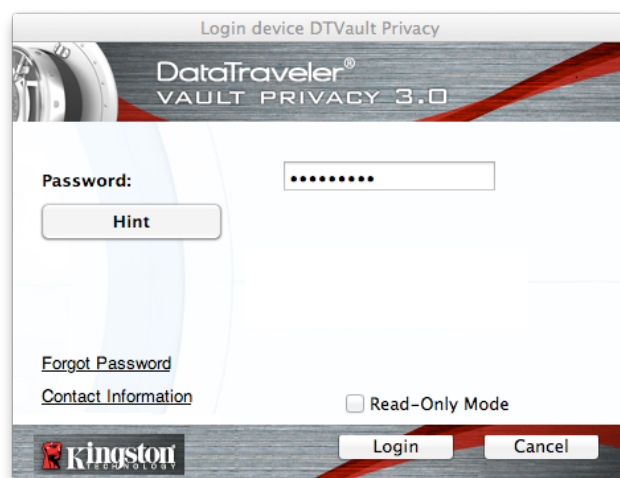 Login device DTVault Privacy
DataTraveler®
VAULT PRIVACY 3.0
Password: •••••••••
Hint
Forgot Password
Contact Information
Read-Only Mode
Kingston Login Cancel
TECHNOLOGY